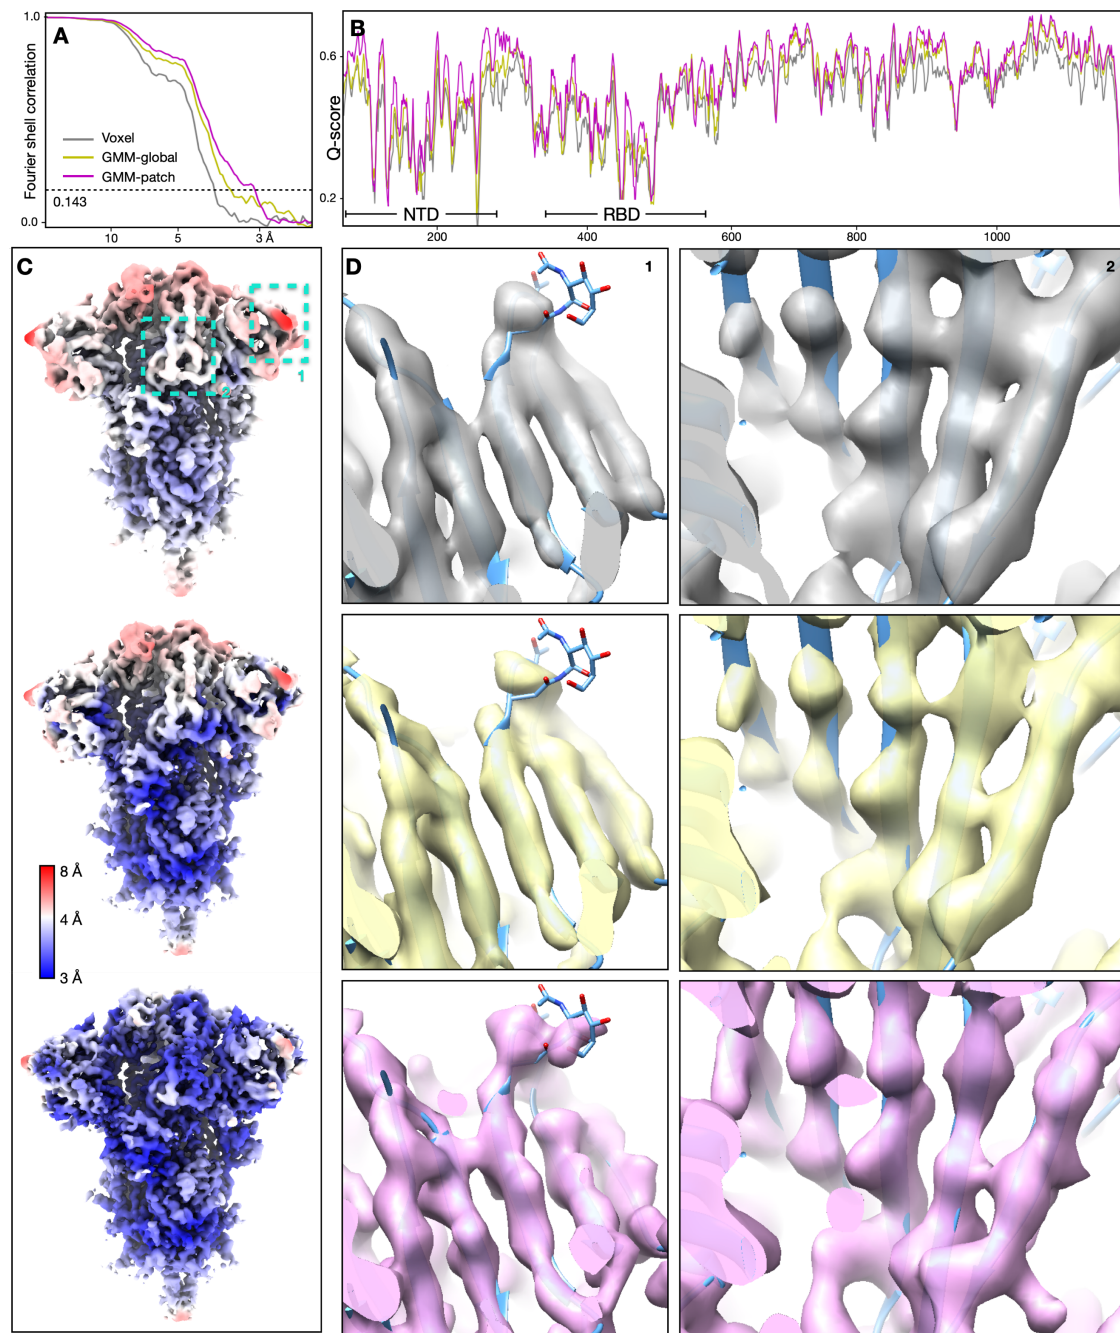 A
1.0
Fourier shell correlation
Voxel
GMM-global
GMM-patch
0.143
0.0
10
5
3 Å
B
0.6
Q-score
0.2
NTD
RBD
200
400
600
800
1000
C
1
2
8 Å
4 Å
3 Å
D
1
2